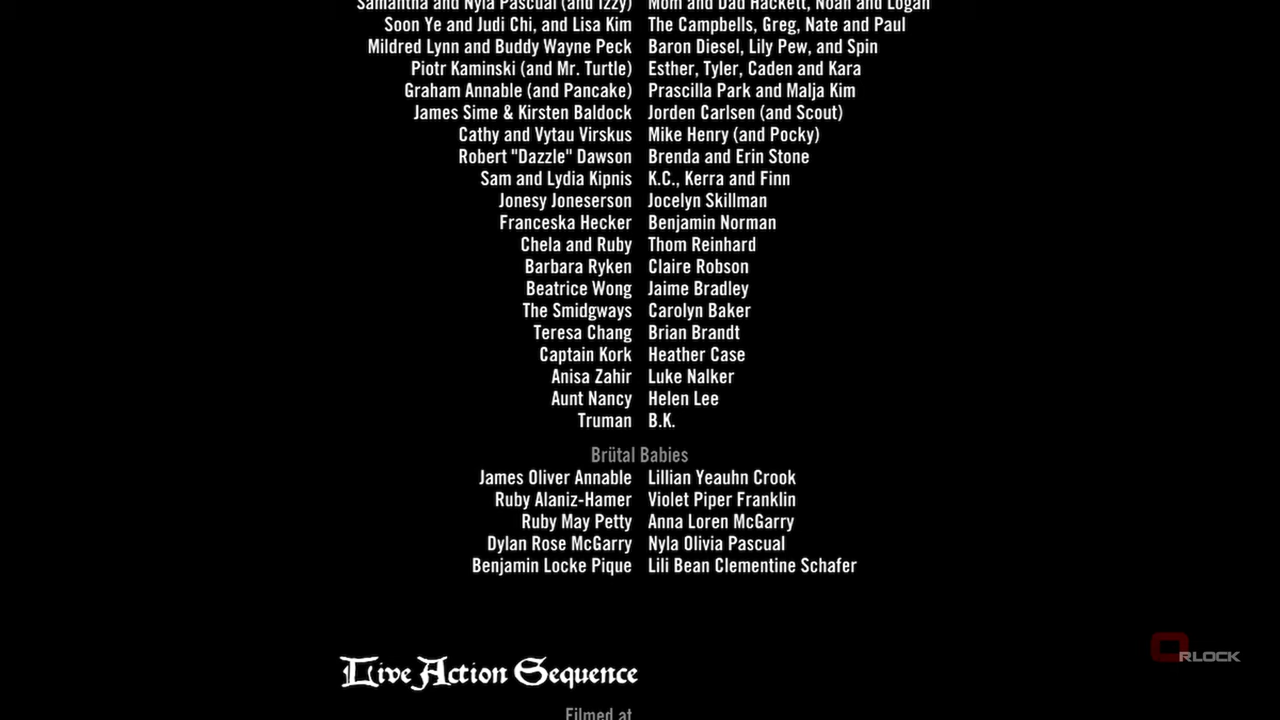 Samantha and Nyla Pascual (and Izzy) Mom and Dad Hackett, Noah and Logan
Soon Ye and Judi Chi, and Lisa Kim The Campbells, Greg, Nate and Paul
Mildred Lynn and Buddy Wayne Peck Baron Diesel, Lily Pew, and Spin
Piotr Kaminski (and Mr. Turtle) Esther, Tyler, Caden and Kara
Graham Annable (and Pancake) Prascilla Park and Malja Kim
James Sime & Kirsten Baldock Jorden Carlsen (and Scout)
Cathy and Vytau Virskus Mike Henry (and Pocky)
Robert "Dazzle" Dawson Brenda and Erin Stone
Sam and Lydia Kipnis K.C., Kerra and Finn
Jonesy Joneserson Jocelyn Skillman
Franceska Hecker Benjamin Norman
Chela and Ruby Thom Reinhard
Barbara Ryken Claire Robson
Beatrice Wong Jaime Bradley
The Smidgways Carolyn Baker
Teresa Chang Brian Brandt
Captain Kork Heather Case
Anisa Zahir Luke Nalker
Aunt Nancy Helen Lee
Truman B.K.
Brütal Babies
James Oliver Annable Lillian Yeauhn Crook
Ruby Alaniz-Hamer Violet Piper Franklin
Ruby May Petty Anna Loren McGarry
Dylan Rose McGarry Nyla Olivia Pascual
Benjamin Locke Pique Lili Bean Clementine Schafer
ORLOCK
Live Action Sequence
Filmed at